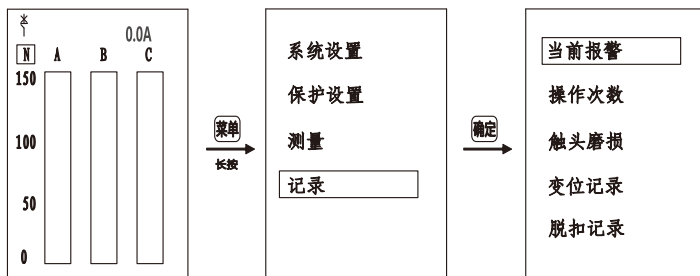 0.0A
N A B C
150
100
50
0
菜单
长按
系统设置
保护设置
测量
记录
确定
当前报警
操作次数
触头磨损
变位记录
脱扣记录